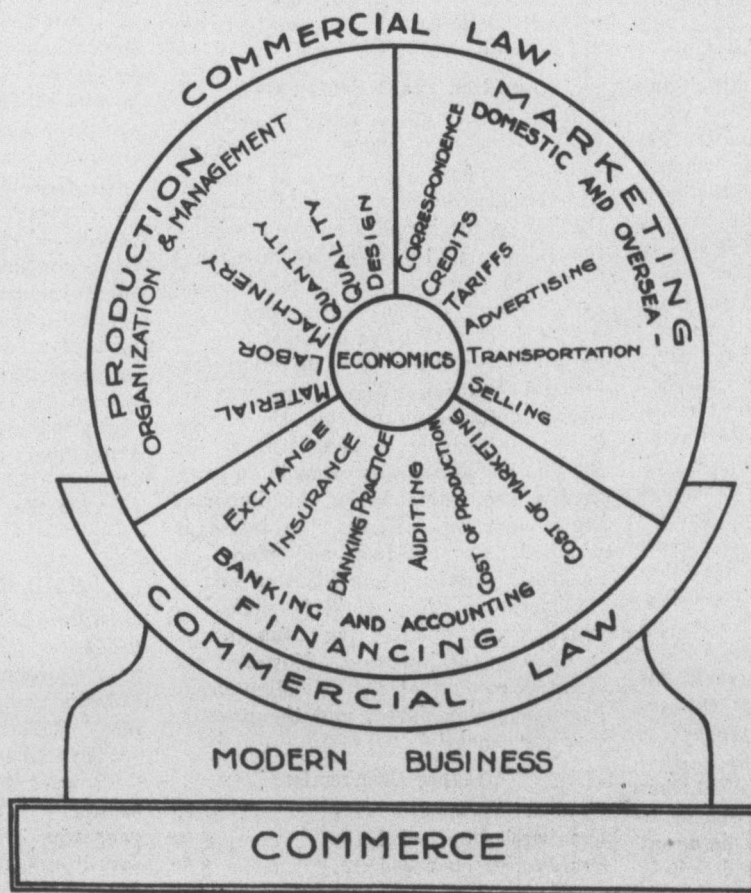 COMMERCIAL LAW
PRODUCTION
ORGANIZATION & MANAGEMENT
MATERIAL
LABOR
MACHINERY
QUANTITY
QUALITY
DESIGN
MARKETING
DOMESTIC AND OVERSEA-
CORRESPONDENCE
CREDITS
TARIFFS
ADVERTISING
TRANSPORTATION
SELLING
ECONOMICS
EXCHANGE
INSURANCE
BANKING PRACTICE
AUDITING
COST OF PRODUCTION
COST OF MARKETING
BANKING AND ACCOUNTING
FINANCING
COMMERCIAL LAW
MODERN BUSINESS
COMMERCE